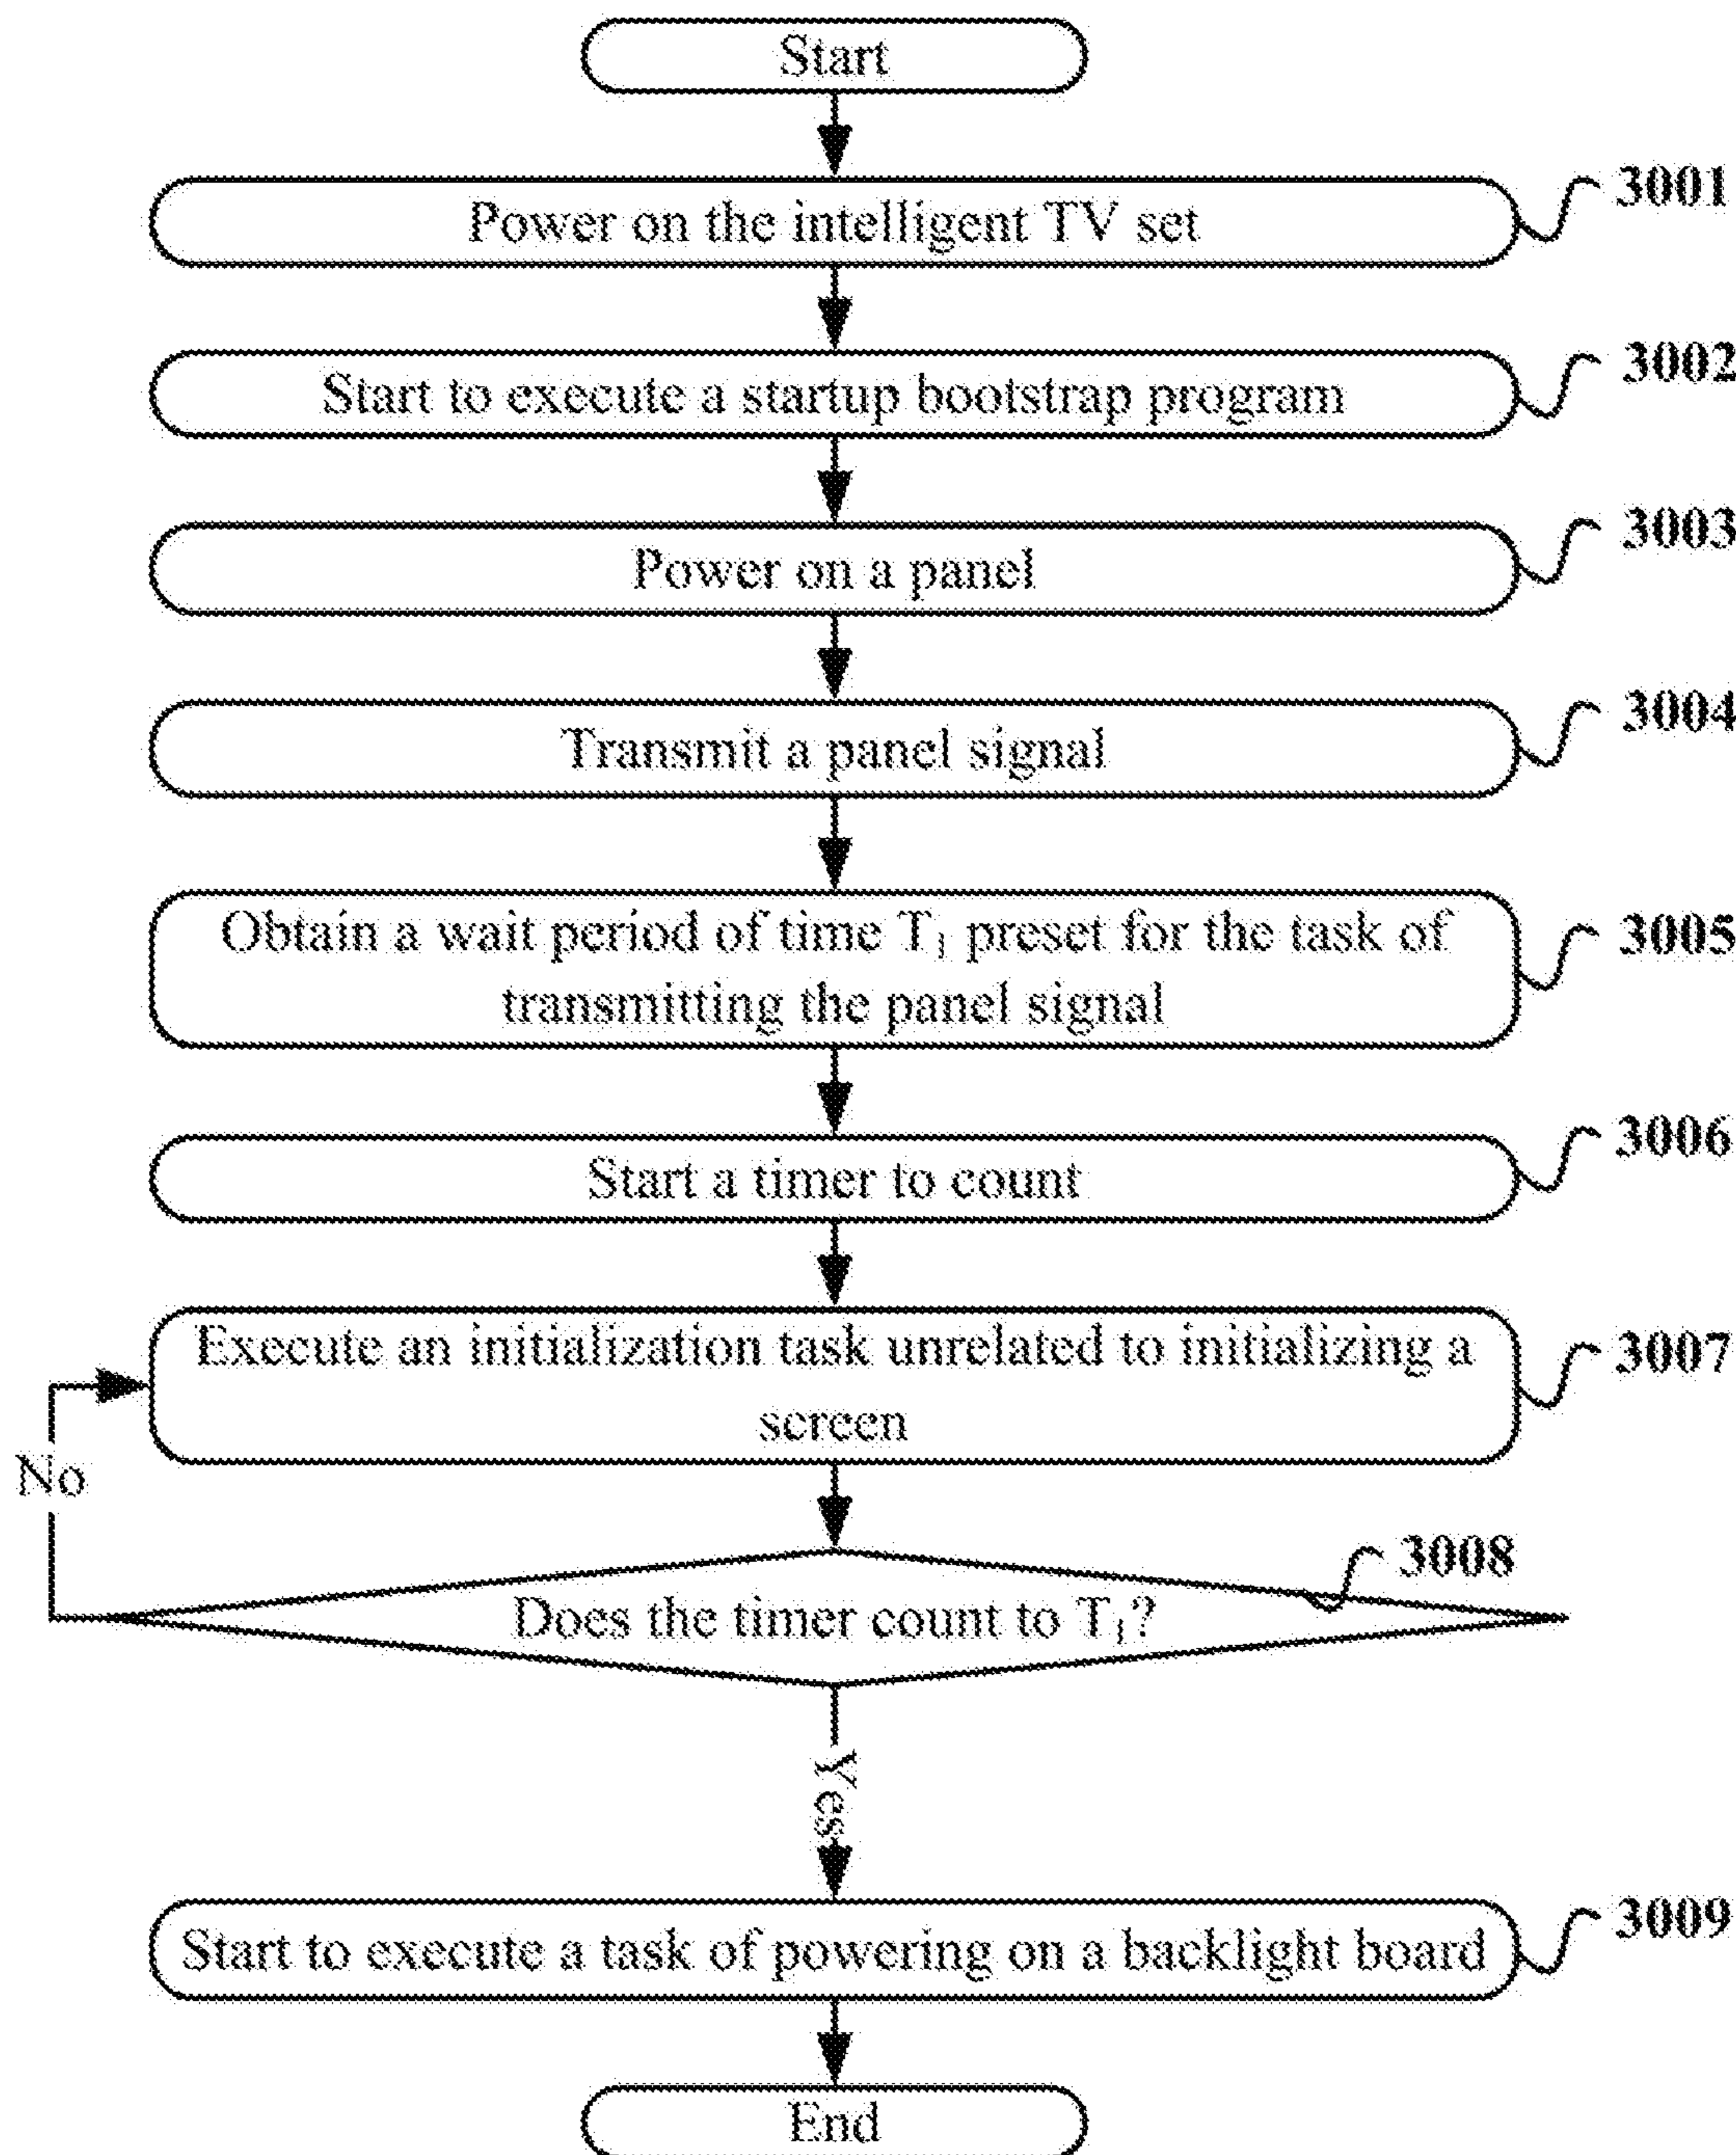 Start
Power on the intelligent TV set
3001
Start to execute a startup bootstrap program
3002
Power on a panel
3003
Transmit a panel signal
3004
Obtain a wait period of time T₁ preset for the task of
transmitting the panel signal
3005
Start a timer to count
3006
Execute an initialization task unrelated to initializing a
screen
3007
No
3008
Does the timer count to T₁?
Yes
Start to execute a task of powering on a backlight board
3009
End